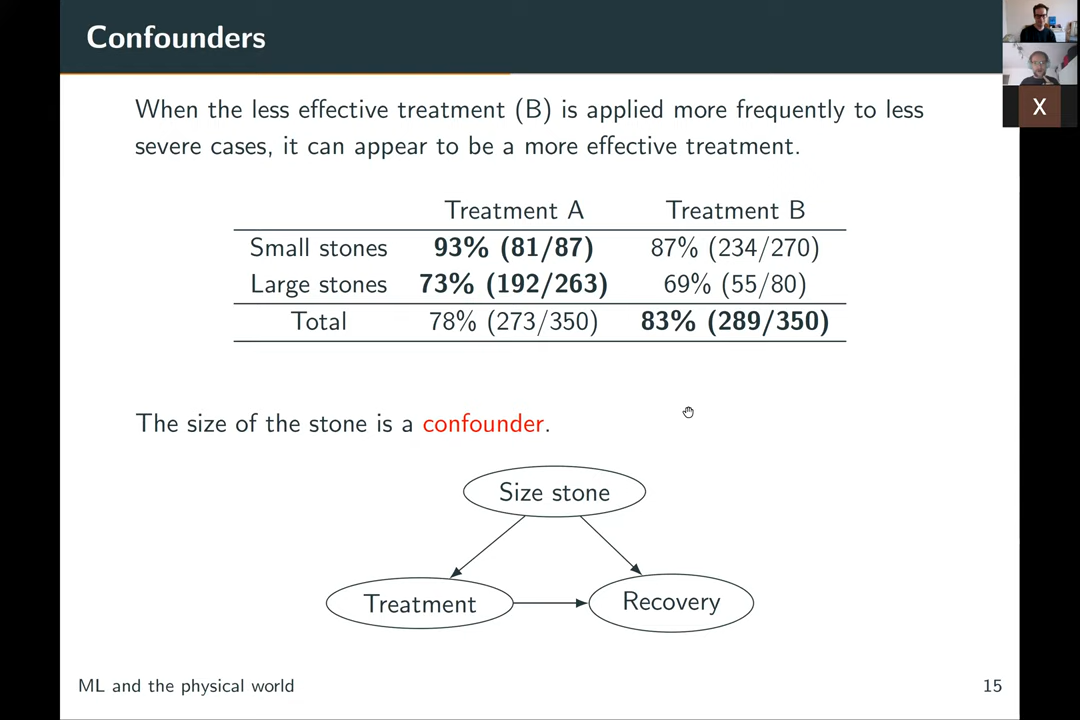 Confounders
X
When the less effective treatment (B) is applied more frequently to less
severe cases, it can appear to be a more effective treatment.
Treatment A Treatment B
Small stones 93% (81/87) 87% (234/270)
Large stones 73% (192/263) 69% (55/80)
Total 78% (273/350) 83% (289/350)
The size of the stone is a confounder.
Size stone
Treatment Recovery
ML and the physical world 15